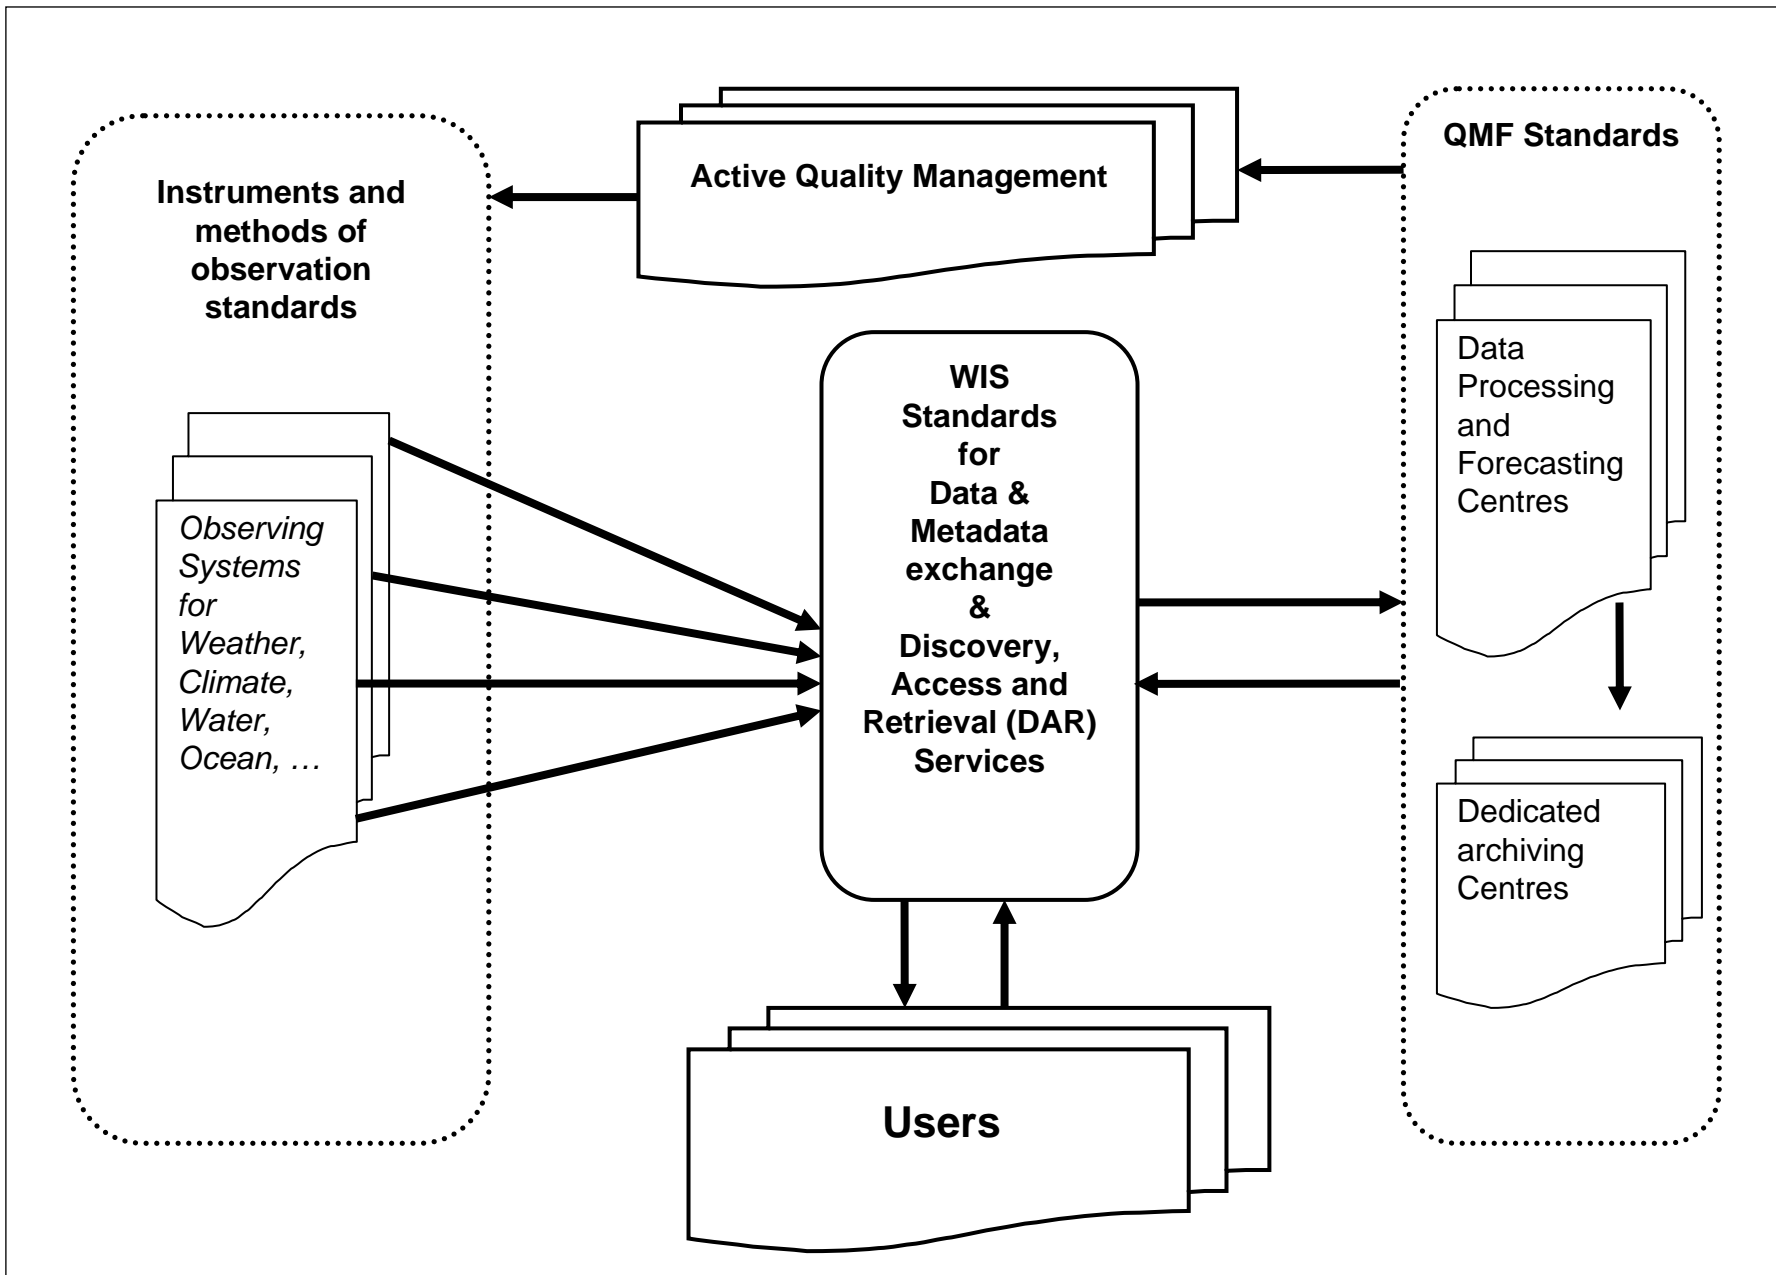 Active Quality Management
QMF Standards
Instruments and
methods of
observation
standards
Observing
Systems
for
Weather,
Climate,
Water,
Ocean, …
WIS
Standards
for
Data &
Metadata
exchange
&
Discovery,
Access and
Retrieval (DAR)
Services
Data
Processing
and
Forecasting
Centres
Dedicated
archiving
Centres
Users